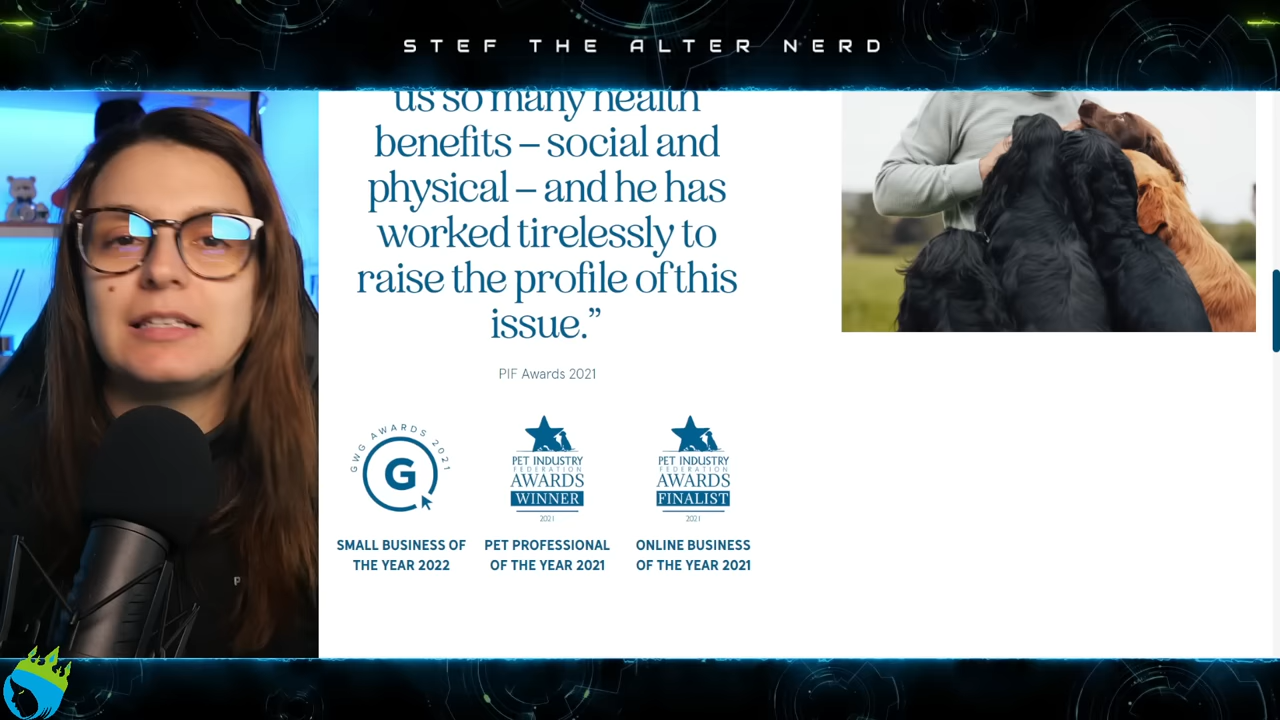 STEF THE ALTER NERD
us so many health
benefits – social and
physical – and he has
worked tirelessly to
raise the profile of this
issue.”
PIF Awards 2021
GWG AWARDS 2021
G
PET INDUSTRY
FEDERATION
AWARDS
WINNER
2021
PET INDUSTRY
FEDERATION
AWARDS
FINALIST
2021
SMALL BUSINESS OF
THE YEAR 2022
PET PROFESSIONAL
OF THE YEAR 2021
ONLINE BUSINESS
OF THE YEAR 2021